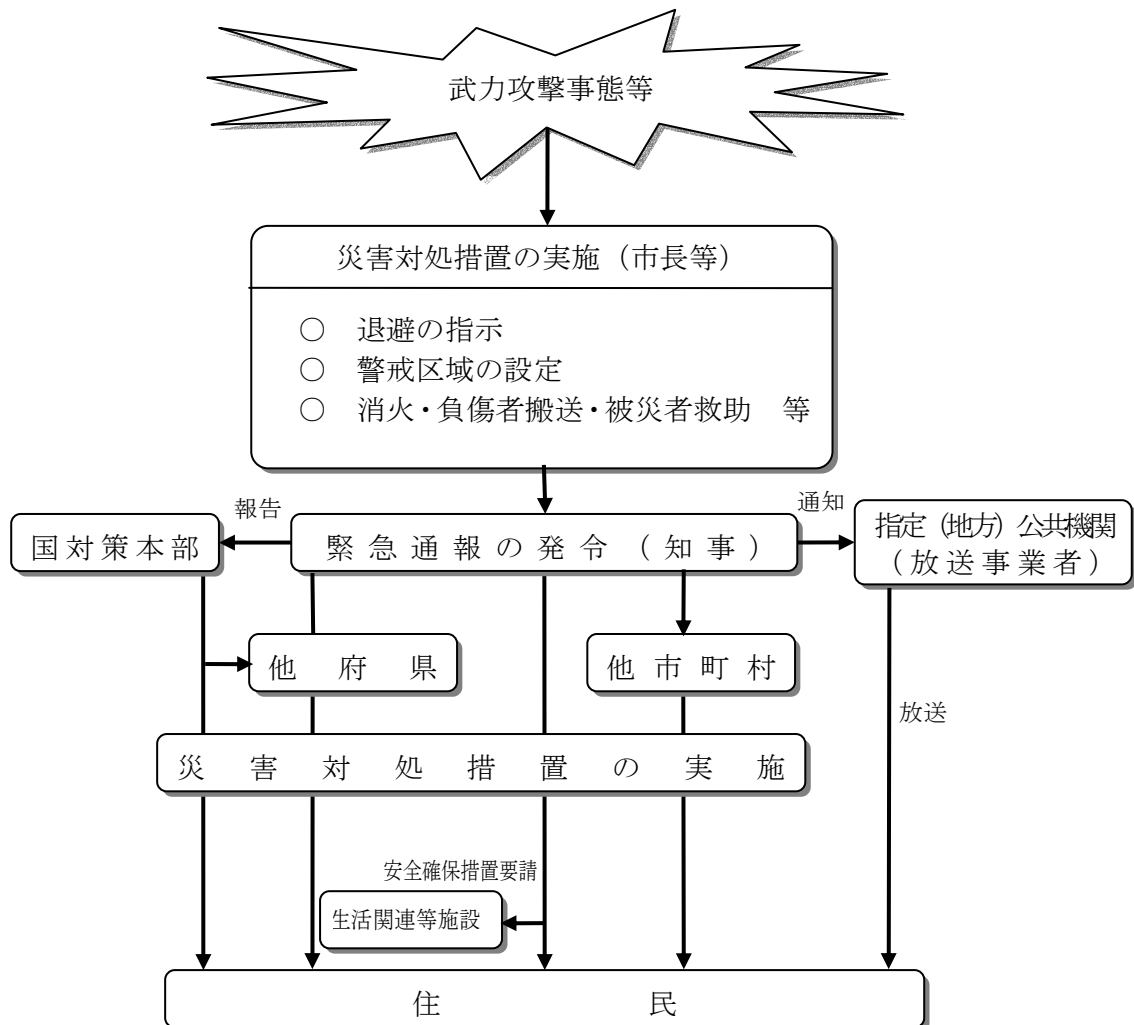 武力攻撃事態等
災害対処措置の実施（市長等）
○　退避の指示
○　警戒区域の設定
○　消火・負傷者搬送・被災者救助　等
報告
通知
国対策本部
緊急通報の発令（知事）
指定（地方）公共機関
（放送事業者）
他府県
他市町村
放送
災害対処措置の実施
安全確保措置要請
生活関連等施設
住民